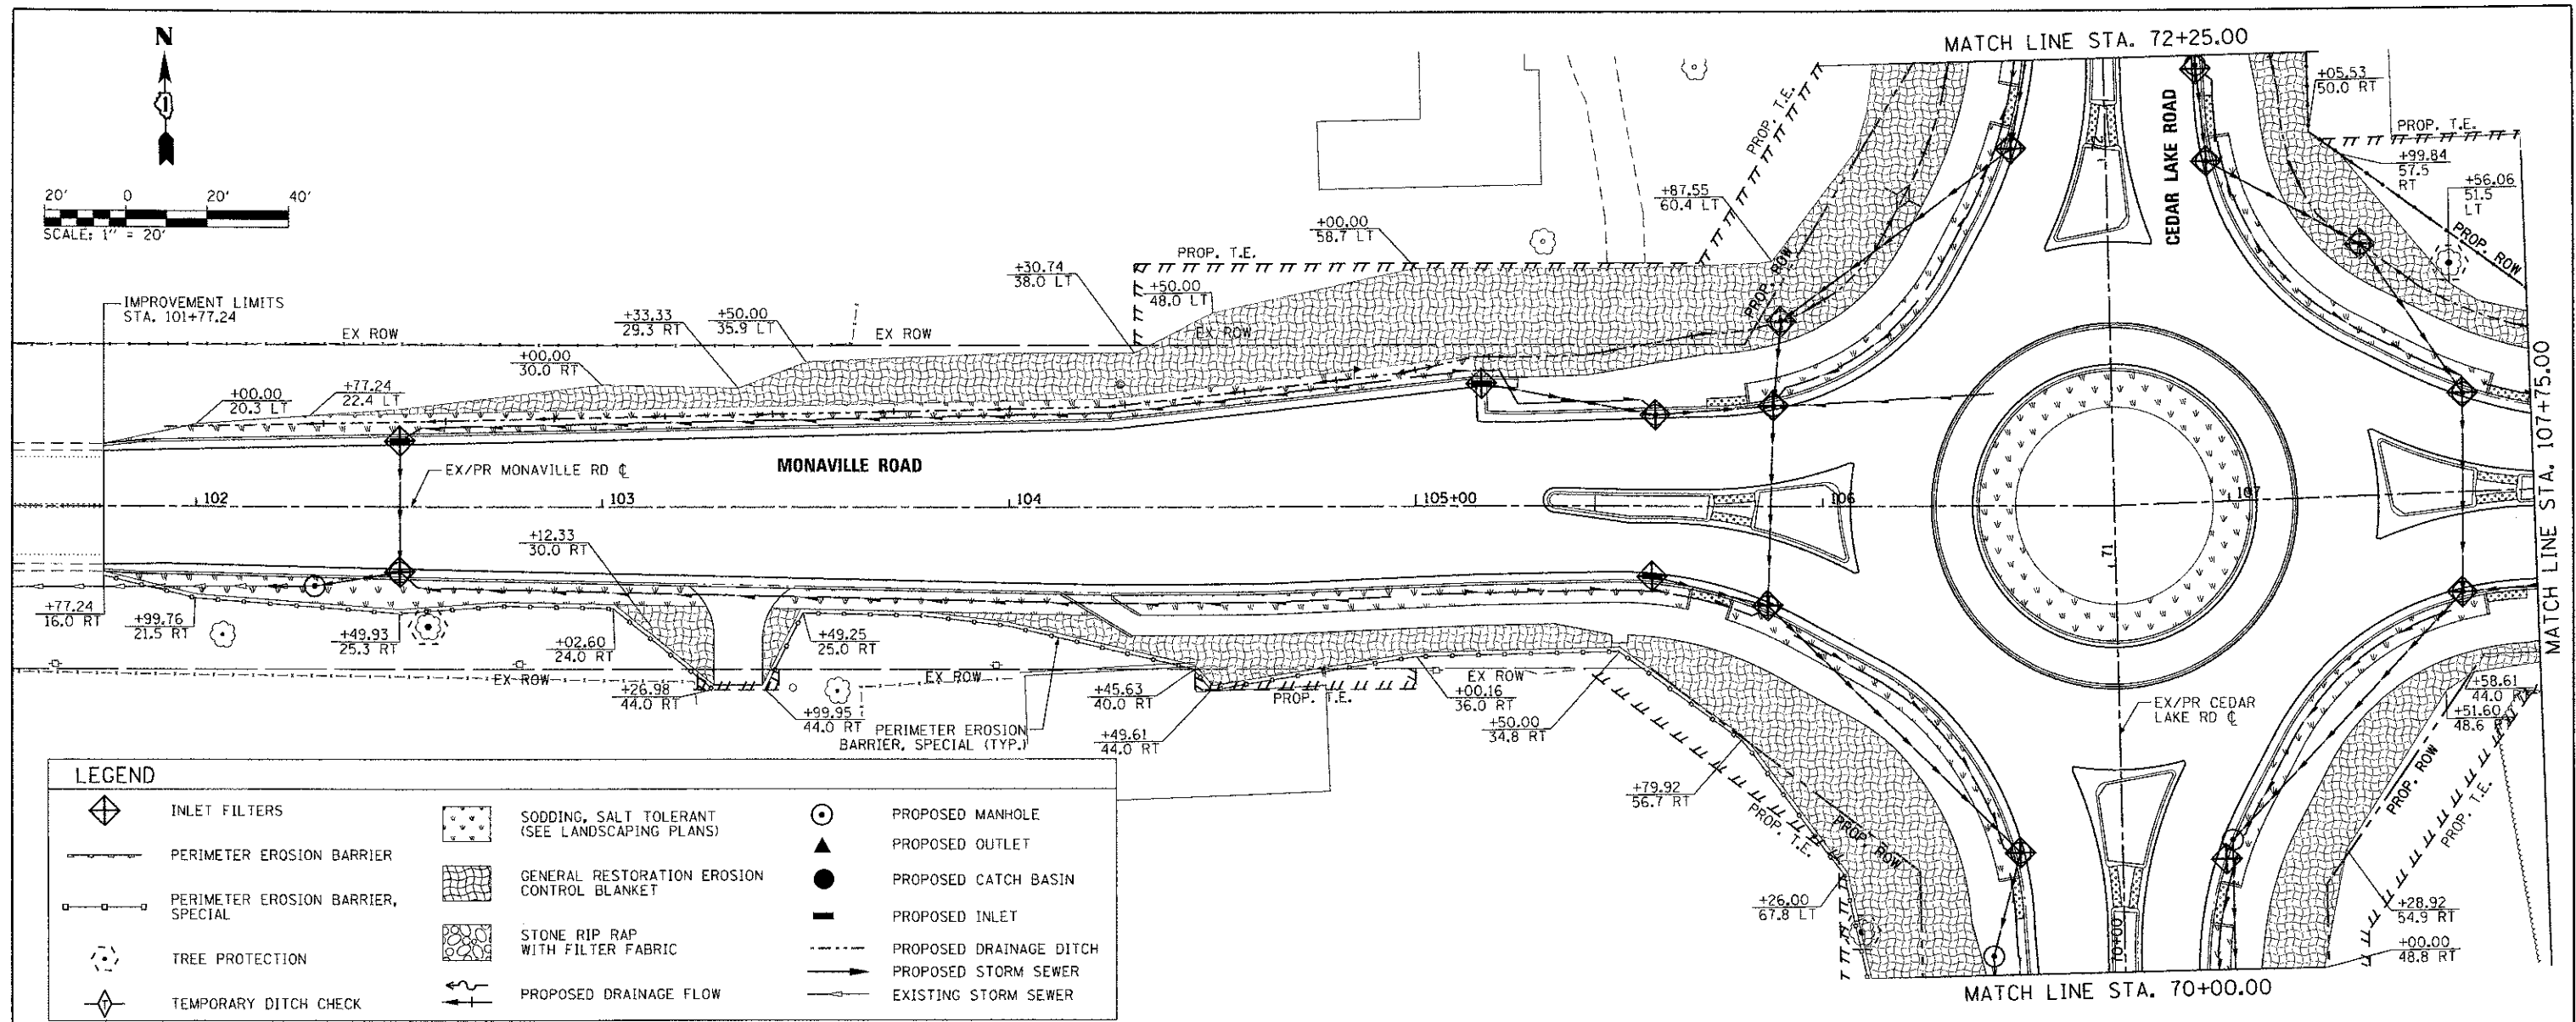 MATCH LINE STA. 72+25.00
N
20' 0 20' 40'
SCALE: 1" = 20'
CEDAR LAKE ROAD
+05.53
50.0 RT
PROP. T.E.
+99.84
57.5
RT
+56.06
51.5
LT
PROP. ROW
72
PROP. T.E.
+87.55
60.4 LT
+00.00
58.7 LT
PROP. T.E.
PROP. ROW
+30.74
38.0 LT
+50.00
48.0 LT
IMPROVEMENT LIMITS
STA. 101+77.24
EX ROW
+33.33
29.3 RT
+50.00
35.9 LT
EX ROW
EX ROW
+00.00
30.0 RT
+00.00
20.3 LT
+77.24
22.4 LT
EX/PR MONAVILLE RD ℄
MONAVILLE ROAD
102
103
104
105+00
106
107
71
MATCH LINE STA. 107+75.00
+12.33
30.0 RT
+77.24
16.0 RT
+99.76
21.5 RT
+49.93
25.3 RT
+02.60
24.0 RT
+49.25
25.0 RT
EX ROW
+26.98
44.0 RT
+99.95
44.0 RT
EX ROW
PERIMETER EROSION
BARRIER, SPECIAL (TYP.)
+45.63
40.0 RT
+49.61
44.0 RT
PROP. T.E.
+00.16
36.0 RT
EX ROW
+50.00
34.8 RT
+79.92
56.7 RT
PROP. T.E.
PROP. ROW
+26.00
67.8 LT
EX/PR CEDAR
LAKE RD ℄
+58.61
44.0 RT
+51.60
48.6 RT
PROP. ROW
PROP. T.E.
+28.92
54.9 RT
+00.00
48.8 RT
70+00
MATCH LINE STA. 70+00.00
LEGEND
INLET FILTERS
PERIMETER EROSION BARRIER
PERIMETER EROSION BARRIER,
SPECIAL
TREE PROTECTION
T
TEMPORARY DITCH CHECK
SODDING, SALT TOLERANT
(SEE LANDSCAPING PLANS)
GENERAL RESTORATION EROSION
CONTROL BLANKET
STONE RIP RAP
WITH FILTER FABRIC
PROPOSED DRAINAGE FLOW
PROPOSED MANHOLE
PROPOSED OUTLET
PROPOSED CATCH BASIN
PROPOSED INLET
PROPOSED DRAINAGE DITCH
PROPOSED STORM SEWER
EXISTING STORM SEWER